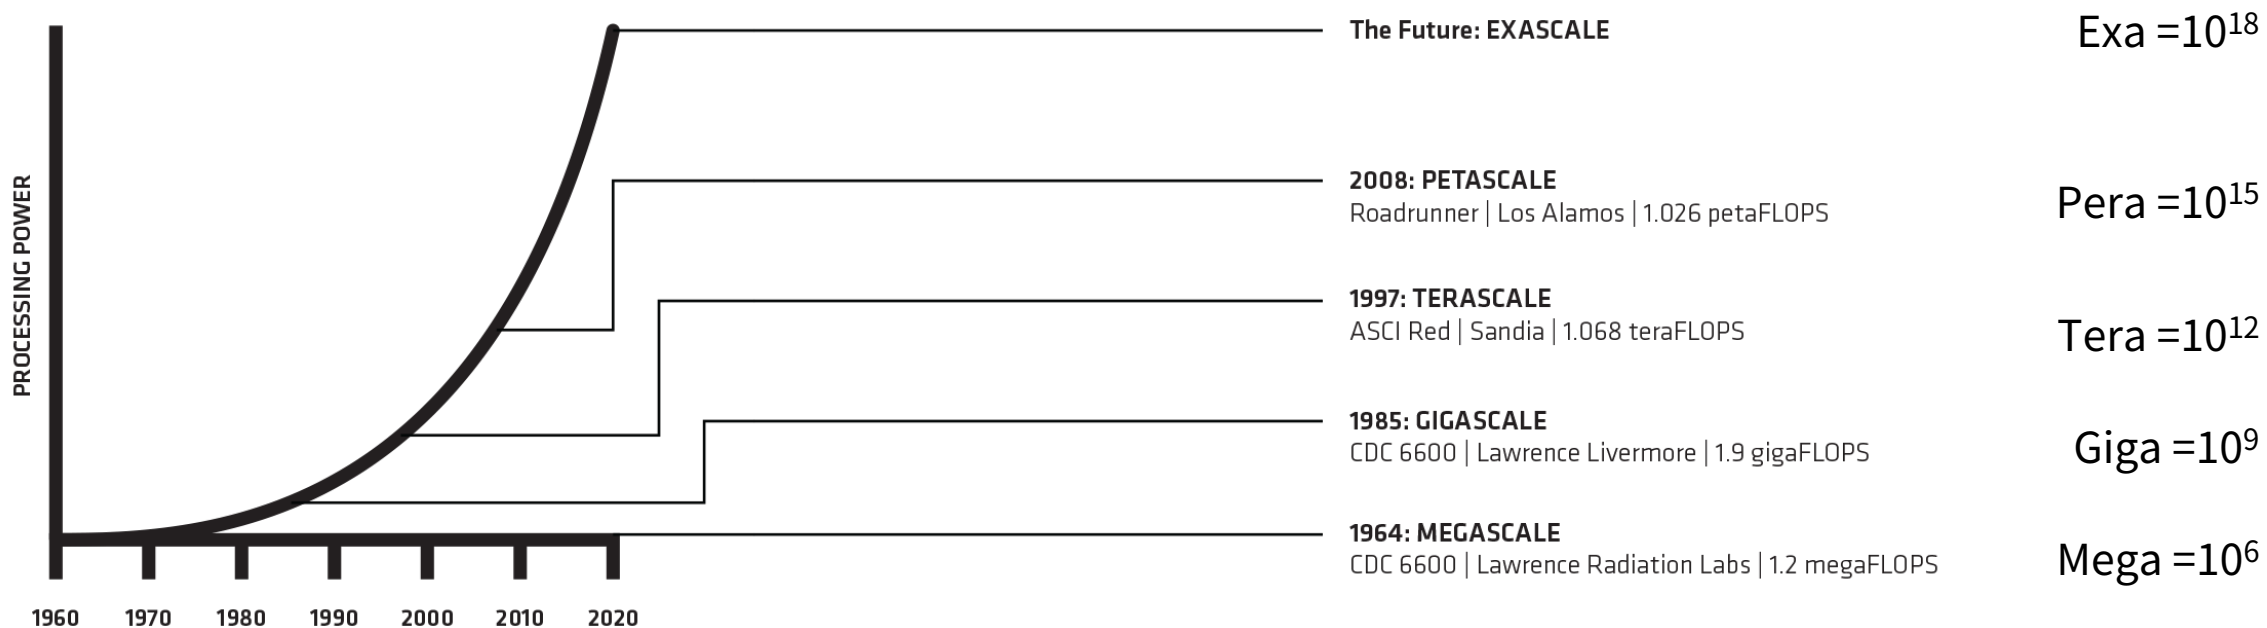 The Future: EXASCALE
Exa =10¹⁸
2008: PETASCALE
Roadrunner | Los Alamos | 1.026 petaFLOPS
Pera =10¹⁵
1997: TERASCALE
ASCI Red | Sandia | 1.068 teraFLOPS
Tera =10¹²
1985: GIGASCALE
CDC 6600 | Lawrence Livermore | 1.9 gigaFLOPS
Giga =10⁹
1964: MEGASCALE
CDC 6600 | Lawrence Radiation Labs | 1.2 megaFLOPS
Mega =10⁶
PROCESSING POWER
1960 1970 1980 1990 2000 2010 2020